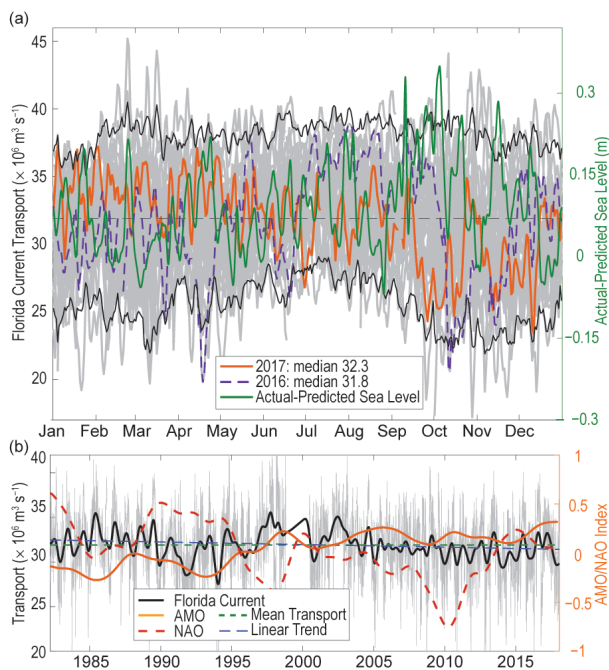 (a)
45
40
35
30
25
20
Florida Current Transport (× 10⁶ m³ s⁻¹)
0.3
0.15
0
−0.15
−0.3
Actual-Predicted Sea Level (m)
2017: median 32.3
2016: median 31.8
Actual-Predicted Sea Level
Jan Feb Mar Apr May Jun Jul Aug Sep Oct Nov Dec
(b)
40
35
30
25
20
Transport (× 10⁶ m³ s⁻¹)
1
0.5
0
−0.5
−1
AMO/NAO Index
Florida Current
AMO Mean Transport
NAO Linear Trend
1985 1990 1995 2000 2005 2010 2015